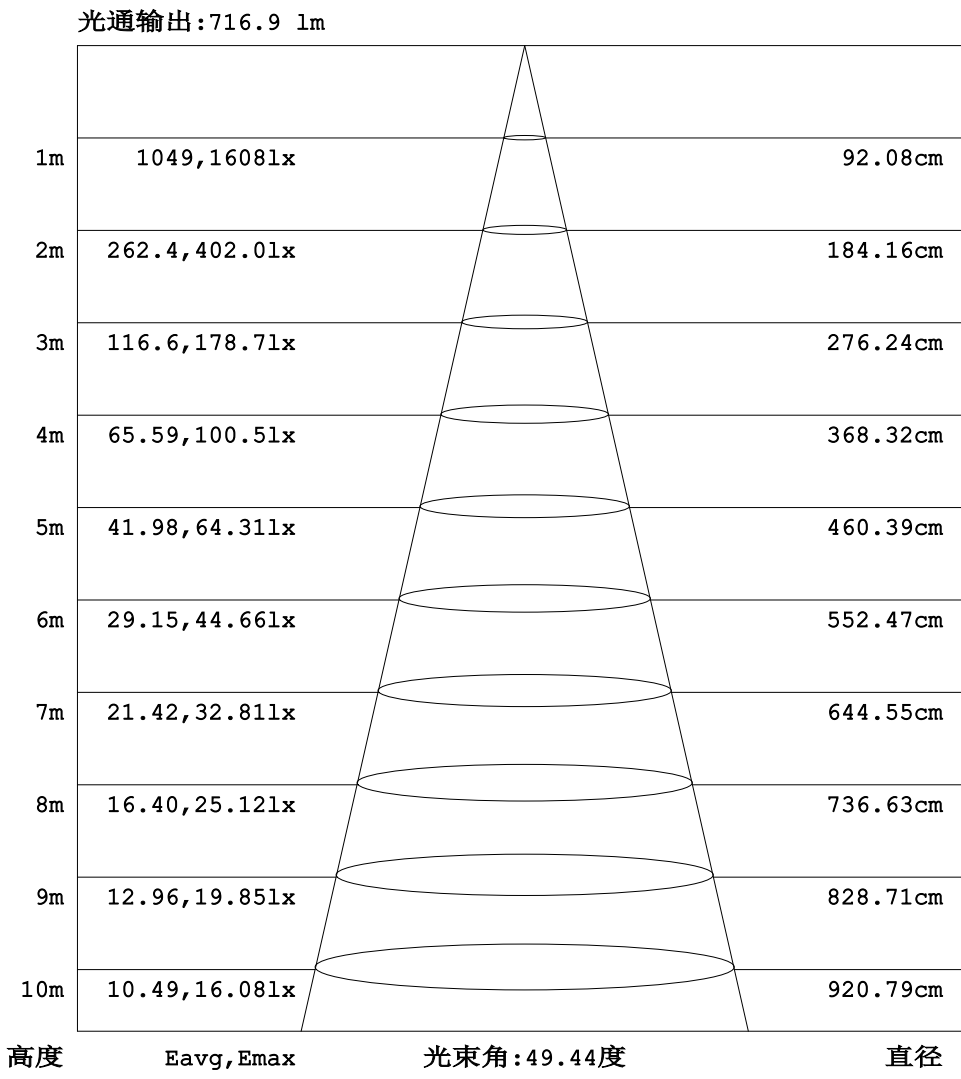 光通输出:716.9 lm
1m 1049,1608lx 92.08cm
2m 262.4,402.0lx 184.16cm
3m 116.6,178.7lx 276.24cm
4m 65.59,100.5lx 368.32cm
5m 41.98,64.31lx 460.39cm
6m 29.15,44.66lx 552.47cm
7m 21.42,32.81lx 644.55cm
8m 16.40,25.12lx 736.63cm
9m 12.96,19.85lx 828.71cm
10m 10.49,16.08lx 920.79cm
高度 Eavg,Emax 光束角:49.44度 直径